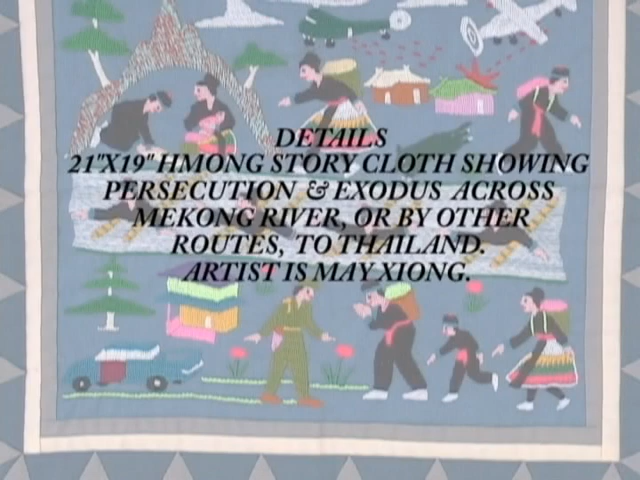 DETAILS
21"X19" HMONG STORY CLOTH SHOWING
PERSECUTION & EXODUS ACROSS
MEKONG RIVER, OR BY OTHER
ROUTES, TO THAILAND.
ARTIST IS MAY XIONG.